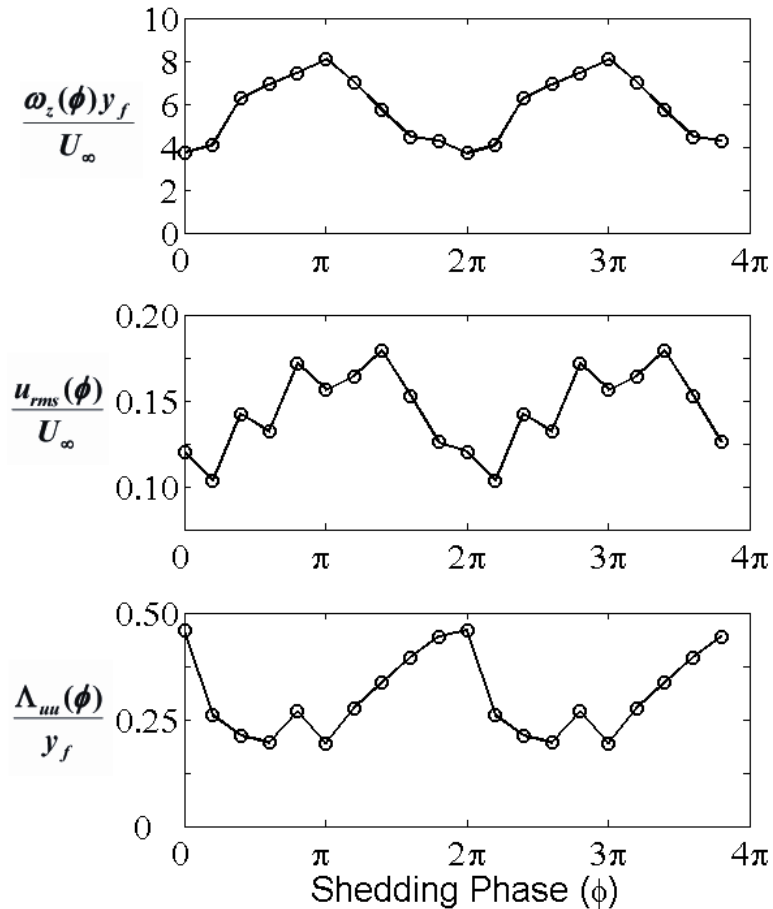 10
8
6
4
2
0
ω_z(ϕ) y_f
U_∞
0 π 2π 3π 4π
0.20
0.15
0.10
u_rms(ϕ)
U_∞
0 π 2π 3π 4π
0.50
0.25
0
Λ_uu(ϕ)
y_f
0 π 2π 3π 4π
Shedding Phase (ϕ)